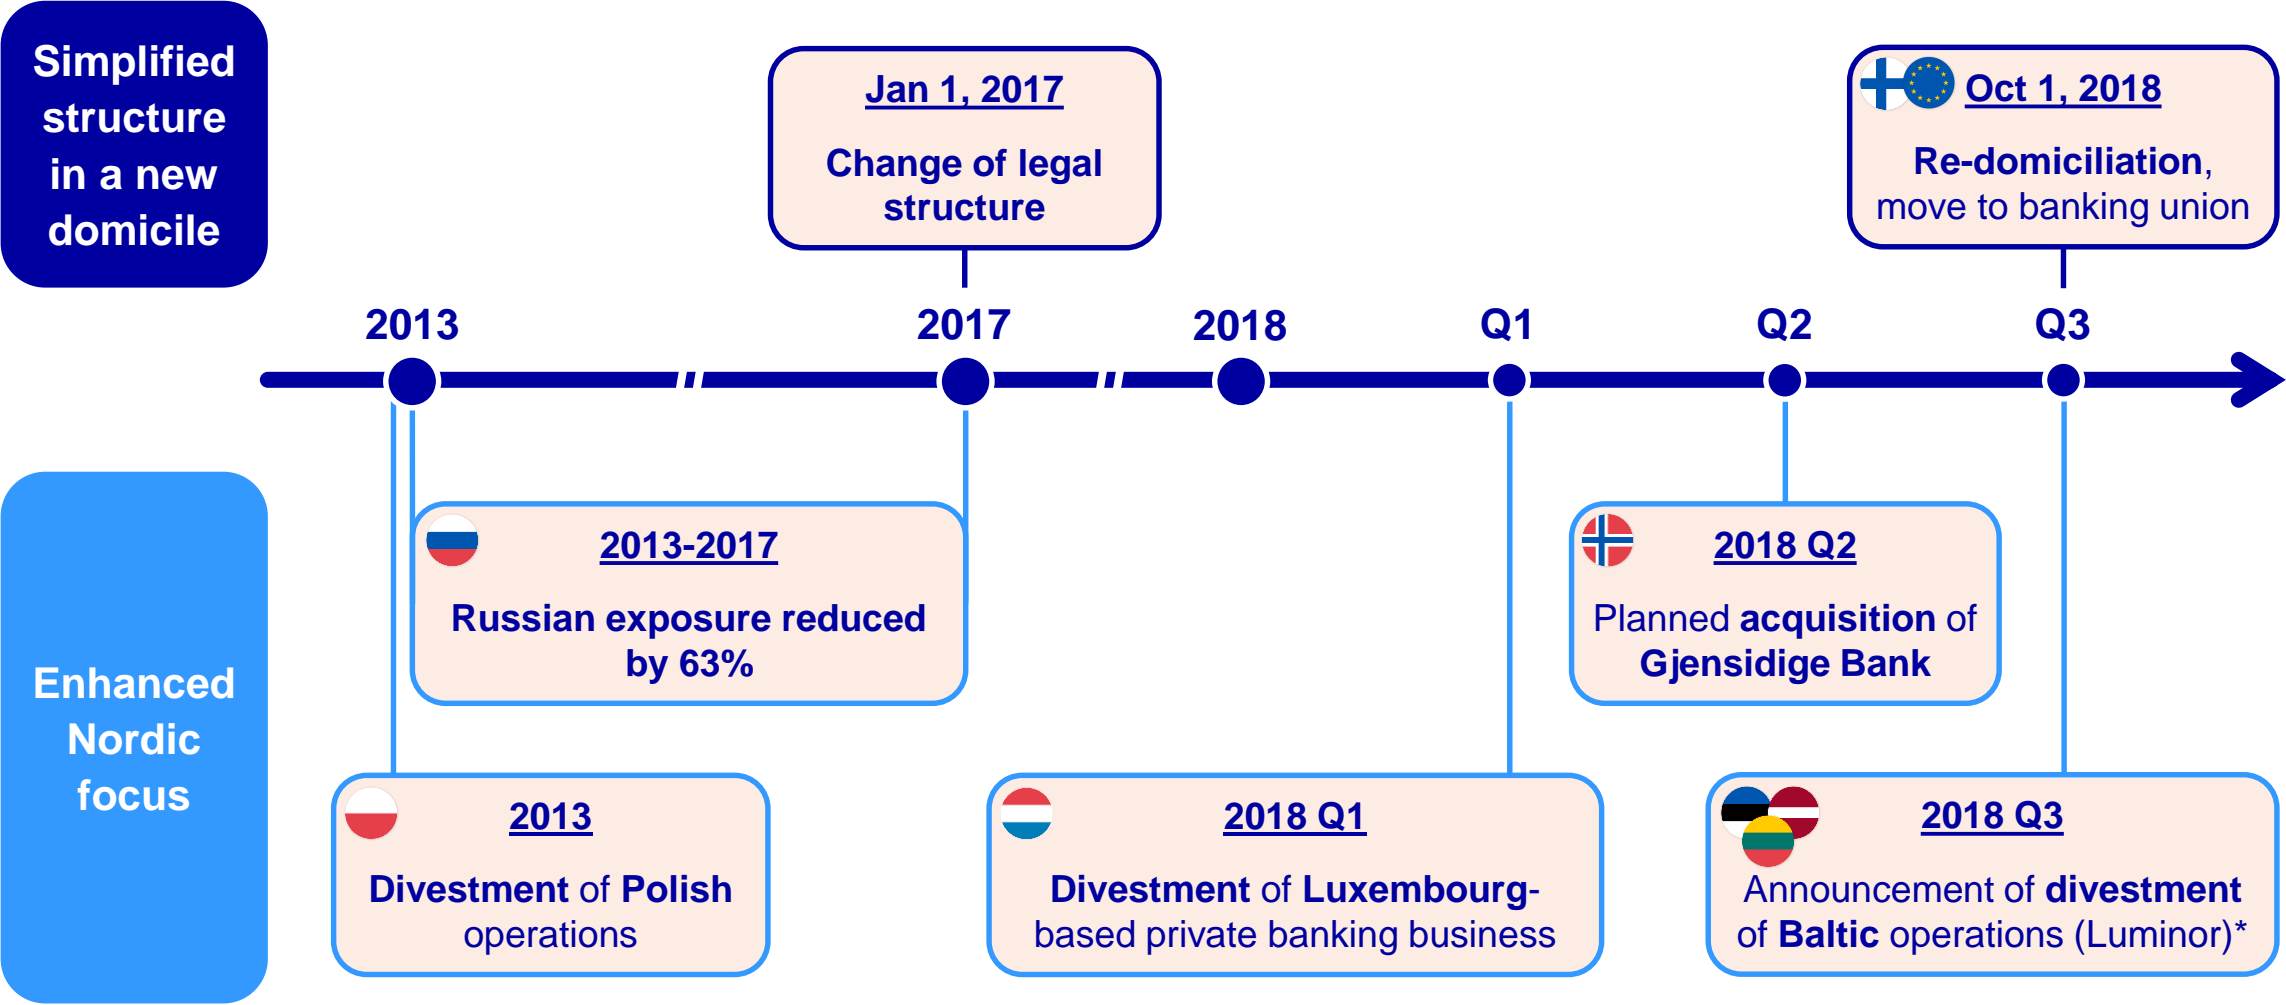 Simplified
structure
in a new
domicile
Jan 1, 2017
Change of legal
structure
Oct 1, 2018
Re-domiciliation,
move to banking union
2013
2017
2018
Q1
Q2
Q3
Enhanced
Nordic
focus
2013-2017
Russian exposure reduced
by 63%
2018 Q2
Planned acquisition of
Gjensidige Bank
2013
Divestment of Polish
operations
2018 Q1
Divestment of Luxembourg-
based private banking business
2018 Q3
Announcement of divestment
of Baltic operations (Luminor)*